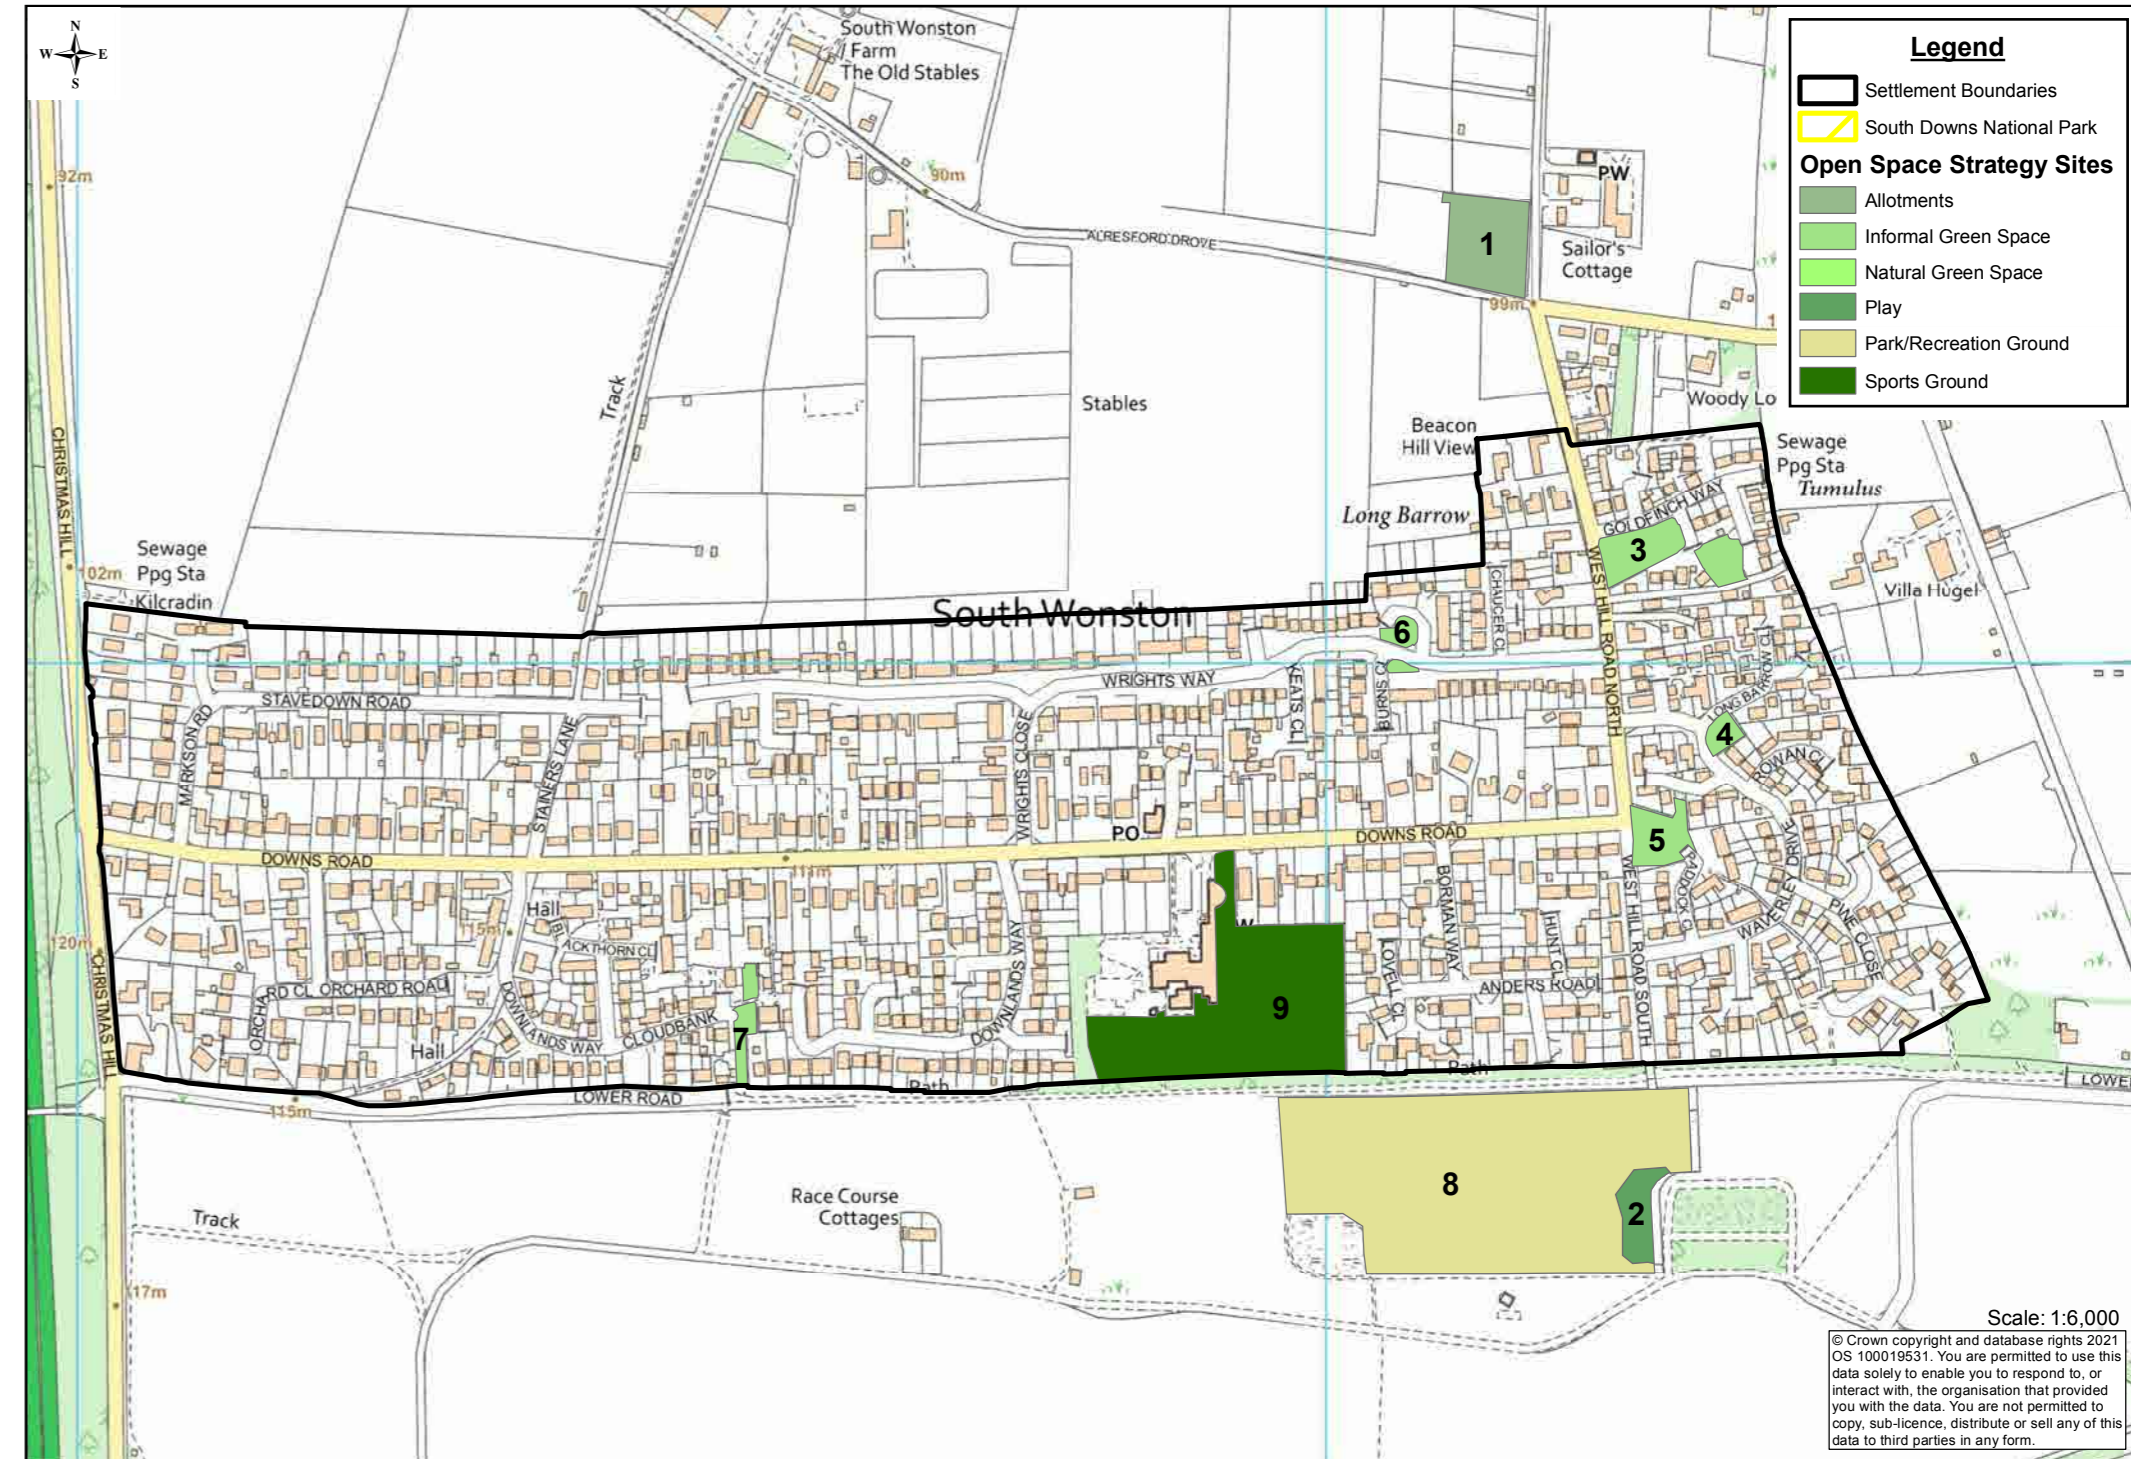 N
W E
S
South Wonston
/ Farm
The Old Stables
92m
90m
ALRESFORD DROVE
1
PW
Sailor's
Cottage
99m
Legend
Settlement Boundaries
South Downs National Park
Open Space Strategy Sites
Allotments
Informal Green Space
Natural Green Space
Play
Park/Recreation Ground
Sports Ground
Track
Stables
Woody Lo
Beacon
Hill View
Sewage
Ppg Sta
Tumulus
CHRISTMAS HILL
Long Barrow
GOLDFINCH WAY
3
WEST HILL ROAD NORTH
Villa Hügel
Sewage
Ppg Sta
Kilcradin
102m
South Wonston
CHAUCER CL
6
WRIGHTS WAY
KEATS CL
BURNS CL
LONG BARROW CL
STAVEDOWN ROAD
MARKSON RD
STAINERS LANE
WRIGHTS CLOSE
4
ROWAN CL
PO
DOWNS ROAD
DOWNS ROAD
111m
5
PADDOCK CL
WAVERLEY DRIVE
PINE CLOSE
Hall
115m
BLACKTHORN CL
120m
CHRISTMAS HILL
ORCHARD CL ORCHARD ROAD
DOWNLANDS WAY
CLOUDBANK
7
DOWNLANDS WAY
W
9
LOVELL CL
BORMAN WAY
HUNT CL
ANDERS ROAD
WEST HILL ROAD SOUTH
Hall
Path
Path
LOWER ROAD
LOWE
115m
8
2
Race Course
Cottages
Track
17m
Scale: 1:6,000
© Crown copyright and database rights 2021
OS 100019531. You are permitted to use this
data solely to enable you to respond to, or
interact with, the organisation that provided
you with the data. You are not permitted to
copy, sub-licence, distribute or sell any of this
data to third parties in any form.